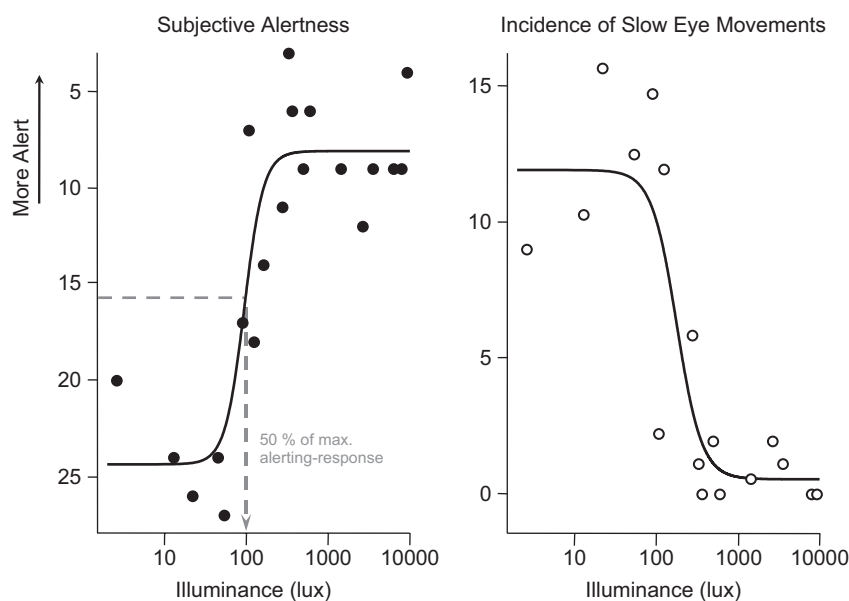 Subjective Alertness
More Alert
5
10
15
20
25
50 % of max.
alerting-response
10
100
1000
10000
Illuminance (lux)
Incidence of Slow Eye Movements
15
10
5
0
10
100
1000
10000
Illuminance (lux)